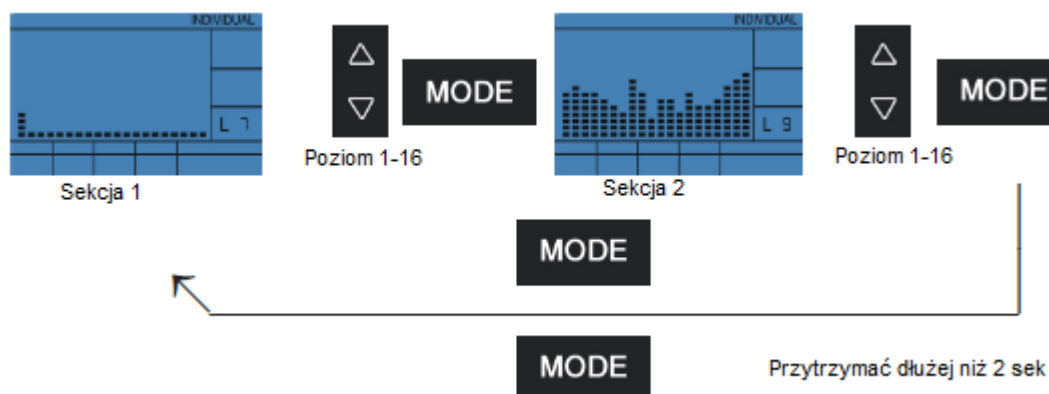 INDIVIDUAL
INDIVIDUAL
MODE
MODE
L 7
L 9
Poziom 1-16
Poziom 1-16
Sekcja 1
Sekcja 2
MODE
MODE
Przytrzymać dłużej niż 2 sek